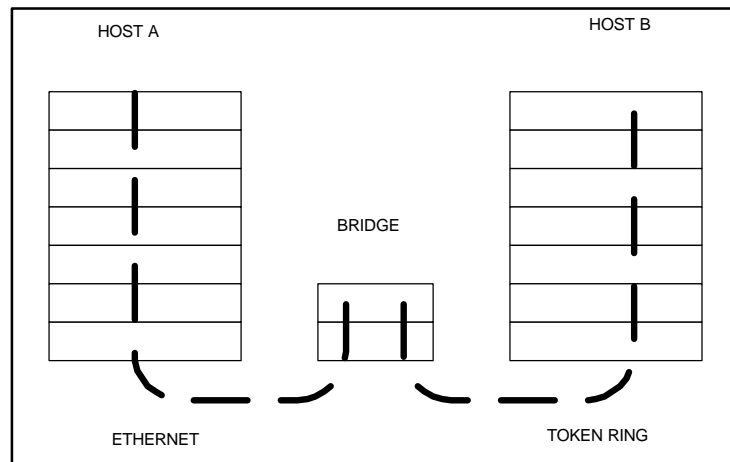 HOST A
HOST B
BRIDGE
ETHERNET
TOKEN RING